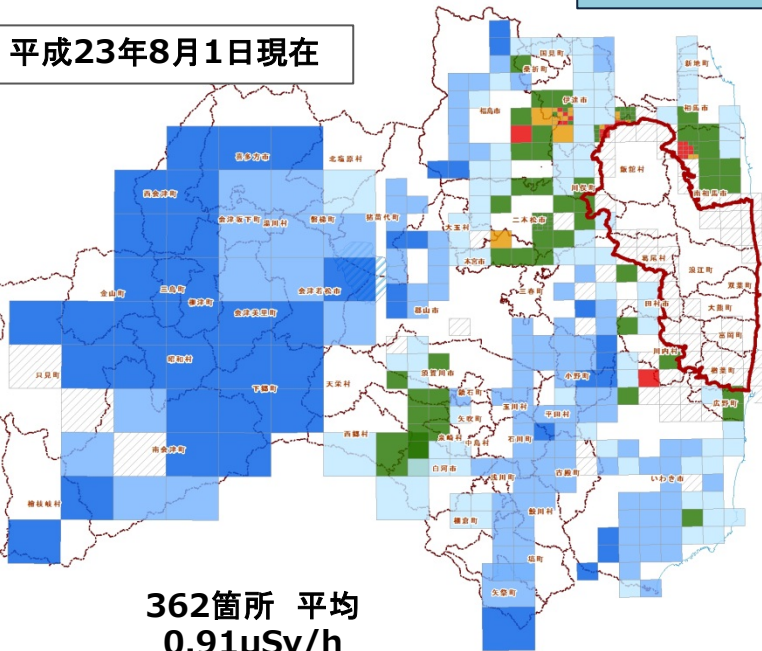 平成23年8月1日現在
国見町
桑折町
新地町
伊達市
福島市
相馬市
喜多方市
北塩原村
飯舘村
西会津町
川俣町
南相馬市
会津坂下町
湯川村
磐梯町
猪苗代町
大玉村
二本松市
本宮市
葛尾村
浪江町
双葉町
金山町
三島町
柳津町
会津若松市
三春町
田村市
大熊町
会津美里町
郡山市
富岡町
川内村
昭和村
只見町
須賀川市
小野町
楢葉町
下郷町
天栄村
鏡石町
玉川村
平田村
広野町
矢吹町
西郷村
泉崎村
中島村
石川町
南会津町
白河市
浅川町
古殿町
いわき市
檜枝岐村
棚倉町
鮫川村
塙町
矢祭町
362箇所 平均
0.91μSv/h